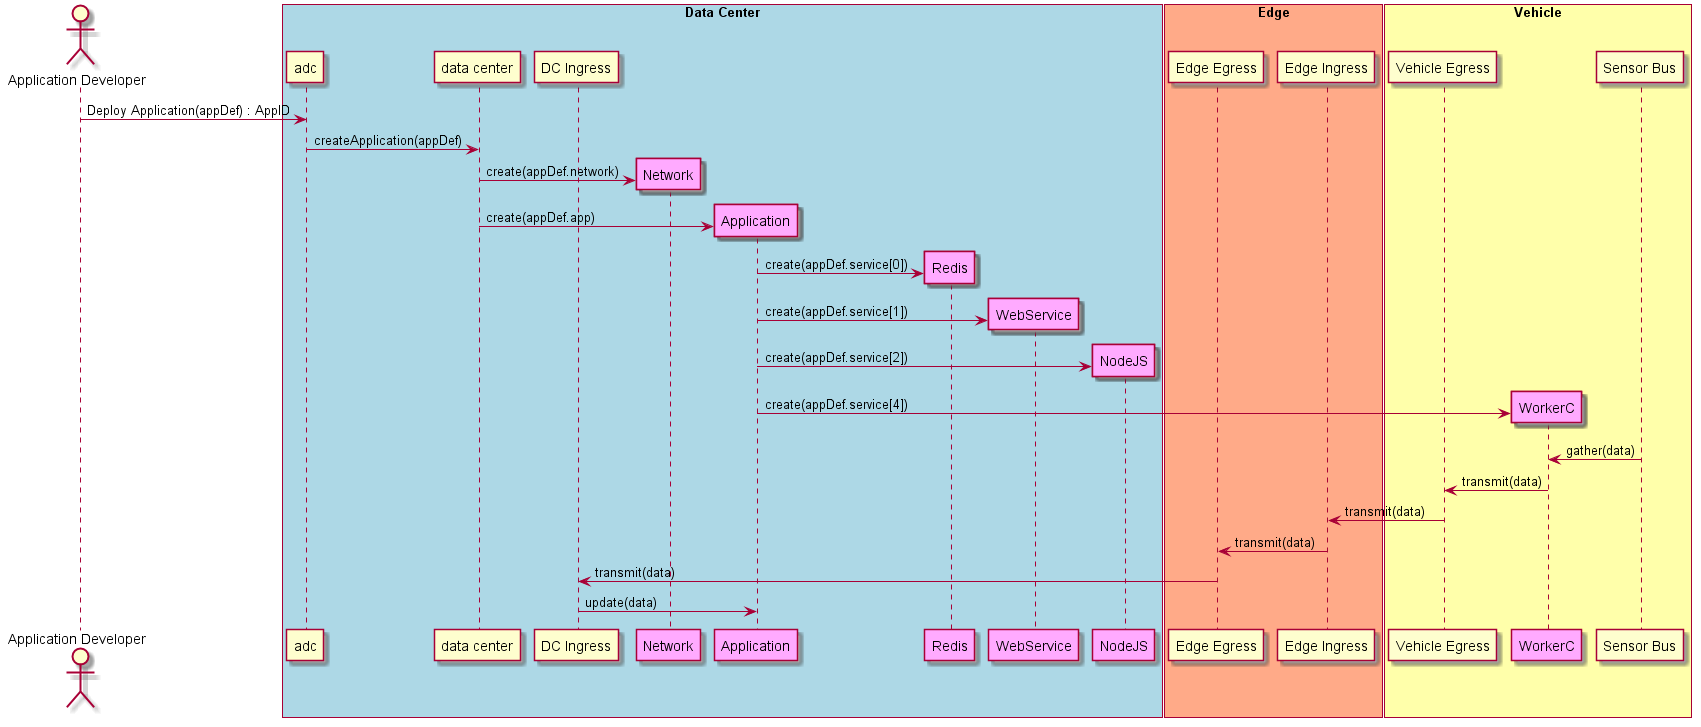 Data Center
Edge
Vehicle
Application Developer
adc
data center
DC Ingress
Edge Egress
Edge Ingress
Vehicle Egress
Sensor Bus
Deploy Application(appDef) : AppID
createApplication(appDef)
create(appDef.network)
Network
create(appDef.app)
Application
create(appDef.service[0])
Redis
create(appDef.service[1])
WebService
create(appDef.service[2])
NodeJS
create(appDef.service[4])
WorkerC
gather(data)
transmit(data)
transmit(data)
transmit(data)
transmit(data)
update(data)
Application Developer
adc
data center
DC Ingress
Network
Application
Redis
WebService
NodeJS
Edge Egress
Edge Ingress
Vehicle Egress
WorkerC
Sensor Bus